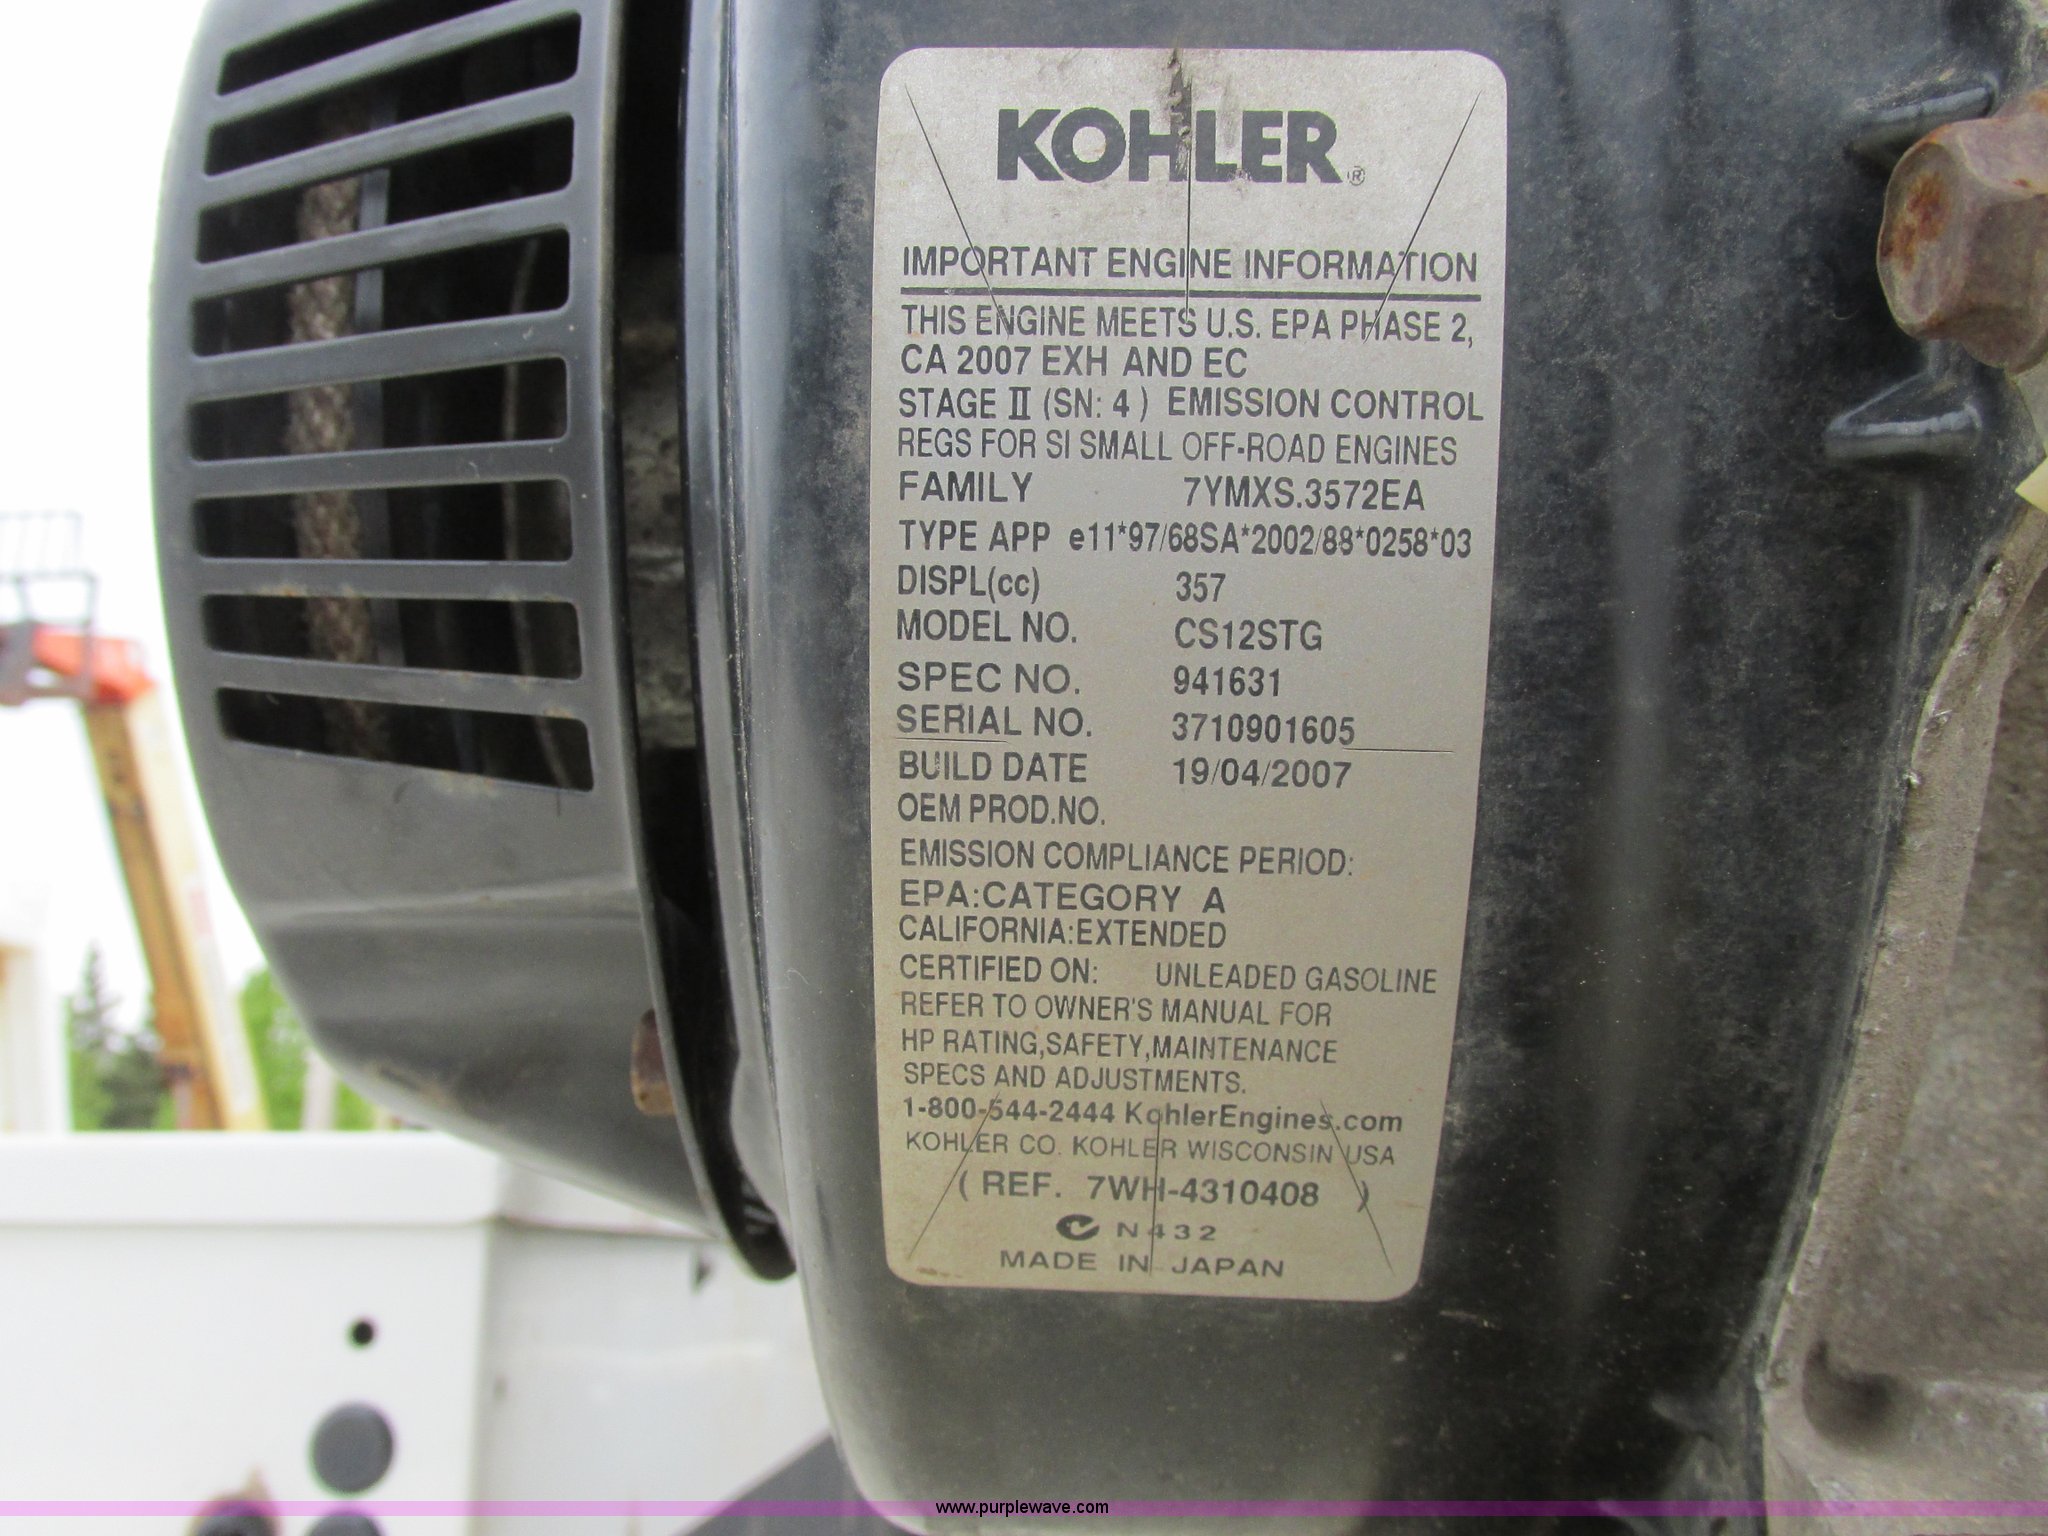 KOHLER®
IMPORTANT ENGINE INFORMATION
THIS ENGINE MEETS U.S. EPA PHASE 2,
CA 2007 EXH AND EC
STAGE II (SN: 4 ) EMISSION CONTROL
REGS FOR SI SMALL OFF-ROAD ENGINES
FAMILY 7YMXS.3572EA
TYPE APP e11*97/68SA*2002/88*0258*03
DISPL(cc) 357
MODEL NO. CS12STG
SPEC NO. 941631
SERIAL NO. 3710901605
BUILD DATE 19/04/2007
OEM PROD.NO.
EMISSION COMPLIANCE PERIOD:
EPA:CATEGORY A
CALIFORNIA:EXTENDED
CERTIFIED ON: UNLEADED GASOLINE
REFER TO OWNER'S MANUAL FOR
HP RATING,SAFETY,MAINTENANCE
SPECS AND ADJUSTMENTS.
1-800-544-2444 KohlerEngines.com
KOHLER CO. KOHLER WISCONSIN USA
( REF. 7WH-4310408 )
N432
MADE IN JAPAN
www.purplewave.com